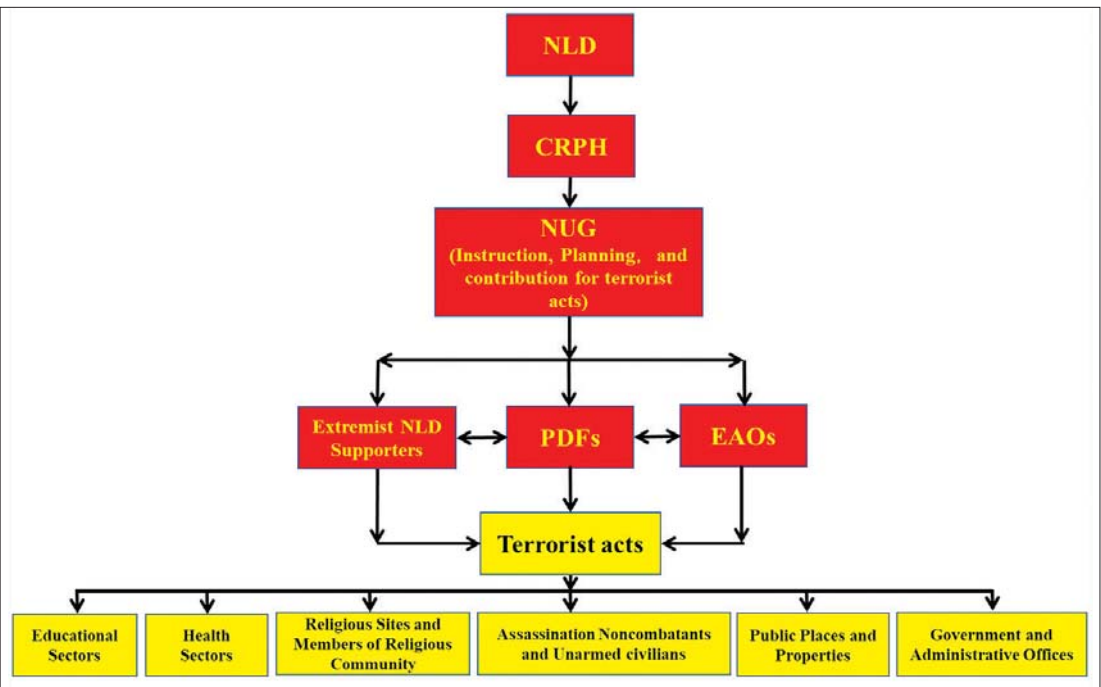 NLD
CRPH
NUG
(Instruction, Planning, and
contribution for terrorist
acts)
Extremist NLD
Supporters
PDFs
EAOs
Terrorist acts
Educational
Sectors
Health
Sectors
Religious Sites and
Members of Religious
Community
Assassination Noncombatants
and Unarmed civilians
Public Places and
Properties
Government and
Administrative Offices